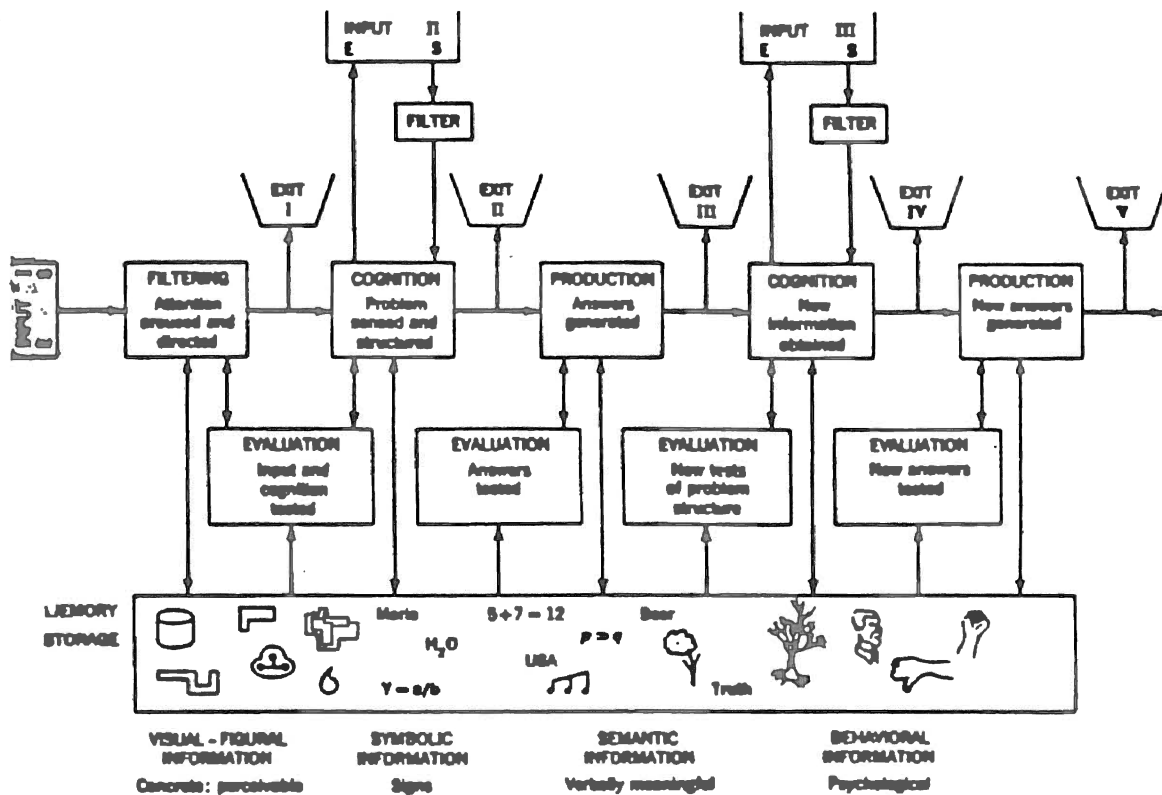 INPUT II
E S
INPUT III
E S
FILTER
FILTER
EXIT
I
EXIT
II
EXIT
III
EXIT
IV
EXIT
V
INPUT I
FILTERING
Attention
aroused and
directed
COGNITION
Problem
sensed and
structured
PRODUCTION
Answers
generated
COGNITION
New
information
obtained
PRODUCTION
New answers
generated
EVALUATION
Input and
cognition
tested
EVALUATION
Answers
tested
EVALUATION
New tests
of problem
structure
EVALUATION
New answers
tested
MEMORY
STORAGE
Marie
5 + 7 = 12
Bear
H₂O
p ⊃ q
USA
Y = a/b
Truth
VISUAL - FIGURAL
INFORMATION
Concrete: perceivable
SYMBOLIC
INFORMATION
Signs
SEMANTIC
INFORMATION
Verbally meaningful
BEHAVIORAL
INFORMATION
Psychological